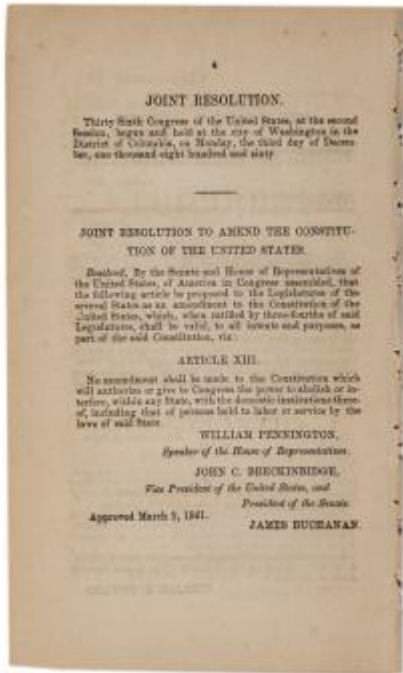 4
JOINT RESOLUTION.
Thirty Sixth Congress of the United States, at the second
Session, begun and held at the city of Washington in the
District of Columbia, on Monday, the third day of Decem-
ber, one thousand eight hundred and sixty
JOINT RESOLUTION TO AMEND THE CONSTITU-
TION OF THE UNITED STATES.
Resolved, By the Senate and House of Representatives of
the United States, of America in Congress assembled, that
the following article be proposed to the Legislatures of the
several States as an amendment to the Constitution of the
United States, which, when ratified by three-fourths of said
Legislatures, shall be valid, to all intents and purposes, as
part of the said Constitution, viz:
ARTICLE XIII.
No amendment shall be made to the Constitution which
will authorize or give to Congress the power to abolish or in-
terfere, within any State, with the domestic institutions there-
of, including that of persons held to labor or service by the
laws of said State
WILLIAM PENNINGTON,
Speaker of the House of Representatives.
JOHN C. BRECKINRIDGE,
Vice President of the United States, and
President of the Senate.
Approved March 2, 1861.
JAMES BUCHANAN.